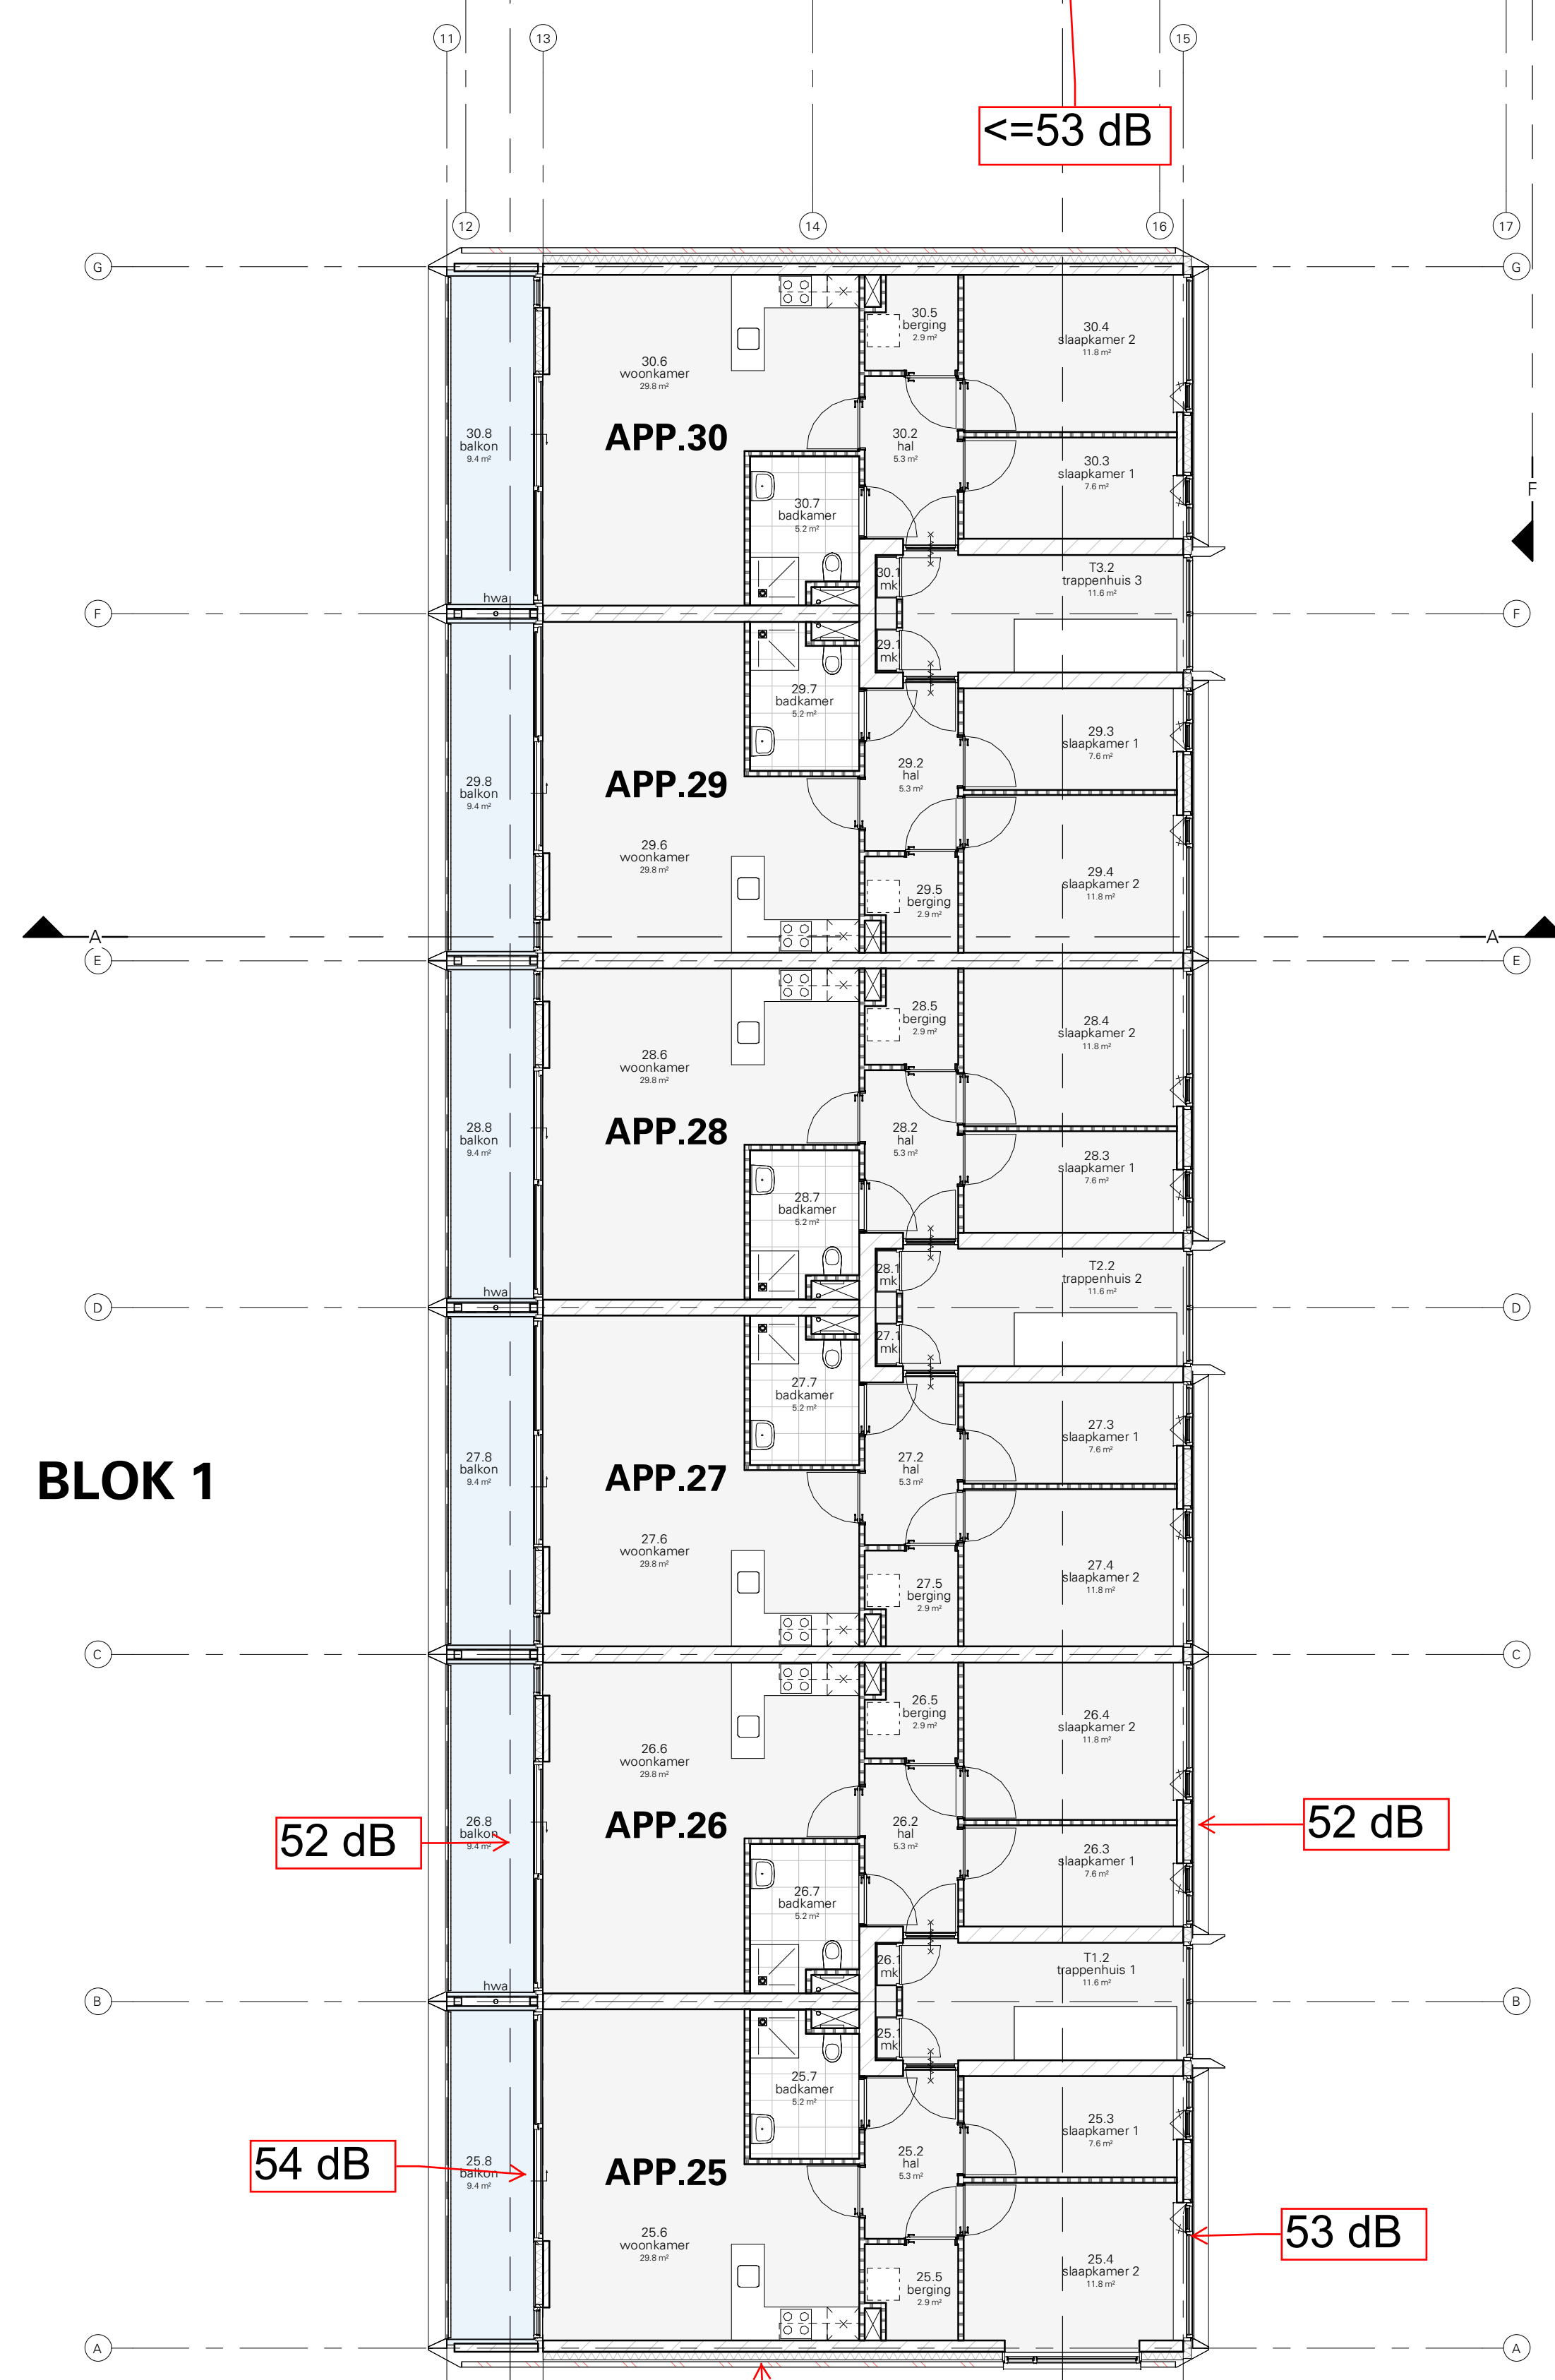 11
13
15
<=53 dB
12
14
16
17
G
G
30.5
berging
2.9 m²
30.4
slaapkamer 2
11.8 m²
30.6
woonkamer
29.8 m²
APP.30
30.8
balkon
9.4 m²
30.2
hal
5.3 m²
30.3
slaapkamer 1
7.6 m²
F
30.7
badkamer
5.2 m²
30.1
mk
T3.2
trappenhuis 3
11.6 m²
hwa
F
F
29.1
mk
29.7
badkamer
5.2 m²
29.3
slaapkamer 1
7.6 m²
29.2
hal
5.3 m²
29.8
balkon
9.4 m²
APP.29
29.6
woonkamer
29.8 m²
29.4
slaapkamer 2
11.8 m²
29.5
berging
2.9 m²
A
A
E
E
28.5
berging
2.9 m²
28.4
slaapkamer 2
11.8 m²
28.6
woonkamer
29.8 m²
28.8
balkon
9.4 m²
APP.28
28.2
hal
5.3 m²
28.3
slaapkamer 1
7.6 m²
28.7
badkamer
5.2 m²
28.1
mk
T2.2
trappenhuis 2
11.6 m²
hwa
D
D
27.1
mk
27.7
badkamer
5.2 m²
27.3
slaapkamer 1
7.6 m²
27.2
hal
5.3 m²
27.8
balkon
9.4 m²
BLOK 1
APP.27
27.6
woonkamer
29.8 m²
27.4
slaapkamer 2
11.8 m²
27.5
berging
2.9 m²
C
C
26.5
berging
2.9 m²
26.4
slaapkamer 2
11.8 m²
26.6
woonkamer
29.8 m²
52 dB
26.8
balkon
9.4 m²
APP.26
26.2
hal
5.3 m²
52 dB
26.3
slaapkamer 1
7.6 m²
26.7
badkamer
5.2 m²
26.1
mk
T1.2
trappenhuis 1
11.6 m²
hwa
B
B
25.1
mk
25.7
badkamer
5.2 m²
25.3
slaapkamer 1
7.6 m²
25.2
hal
5.3 m²
54 dB
25.8
balkon
9.4 m²
APP.25
25.6
woonkamer
29.8 m²
53 dB
25.4
slaapkamer 2
11.8 m²
25.5
berging
2.9 m²
A
A